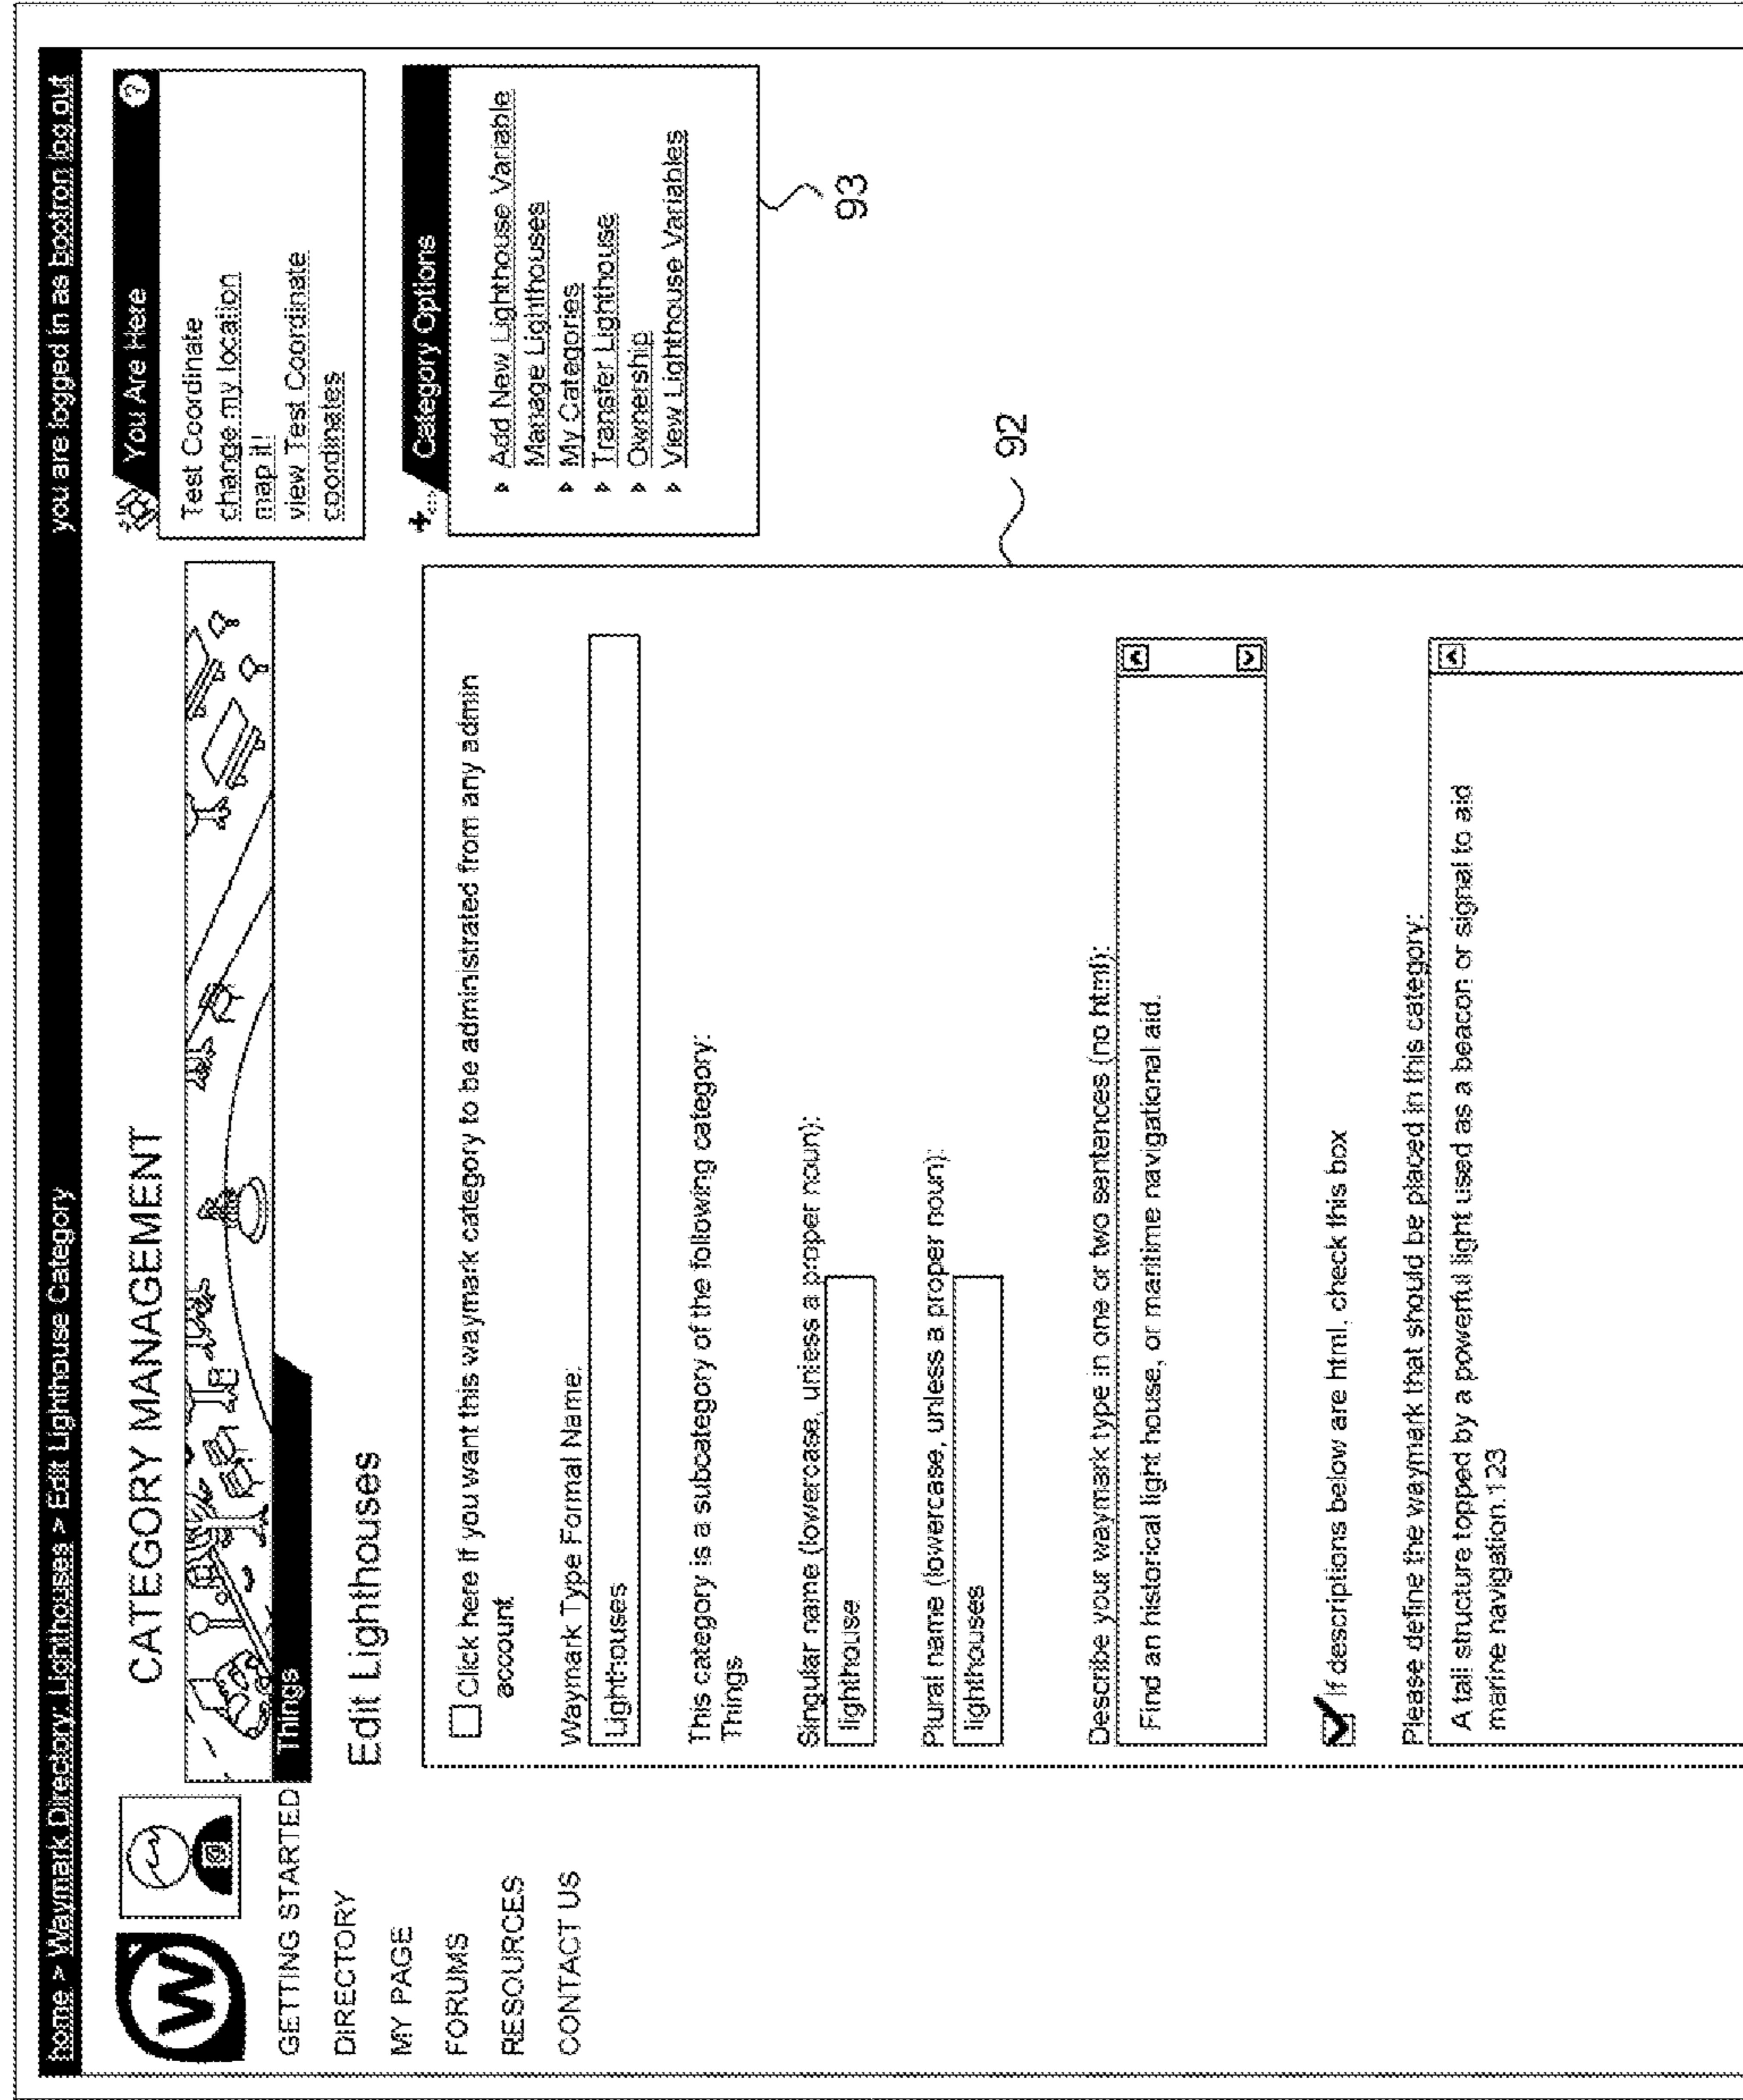 home > Waymark Directory: Lighthouses > Edit Lighthouse Category
you are logged in as bootron log out
W
@
GETTING STARTED
DIRECTORY
MY PAGE
FORUMS
RESOURCES
CONTACT US
CATEGORY MANAGEMENT
Things
Edit Lighthouses
Click here if you want this waymark category to be administrated from any admin
account
Waymark Type Formal Name:
Lighthouses
This category is a subcategory of the following category:
Things
Singular name (lowercase, unless a proper noun):
lighthouse
Plural name (lowercase, unless a proper noun):
lighthouses
Describe your waymark type in one or two sentences (no html):
Find an historical light house, or maritime navigational aid.
If descriptions below are html, check this box
Please define the waymark that should be placed in this category:
A tall structure topped by a powerful light used as a beacon or signal to aid
marine navigation.123
92
You Are Here
?
Test Coordinate
change my location
map it!
view Test Coordinate
coordinates
Category Options
Add New Lighthouse Variable
Manage Lighthouses
My Categories
Transfer Lighthouse
Ownership
View Lighthouse Variables
93